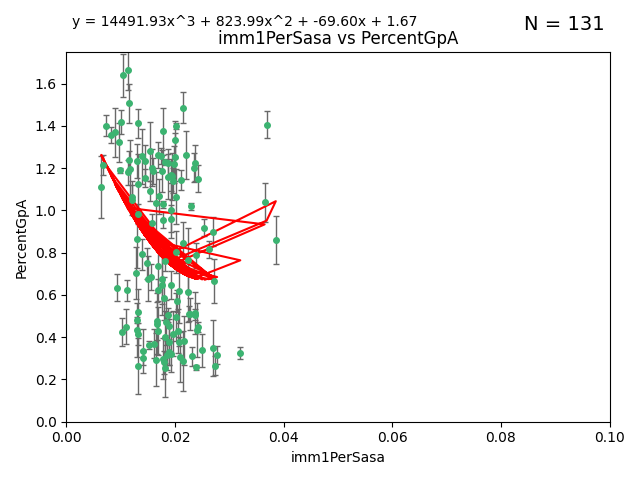 y = 14491.93x^3 + 823.99x^2 + -69.60x + 1.67
N = 131
imm1PerSasa vs PercentGpA
PercentGpA
1.6
1.4
1.2
1.0
0.8
0.6
0.4
0.2
0.0
0.00 0.02 0.04 0.06 0.08 0.10
imm1PerSasa